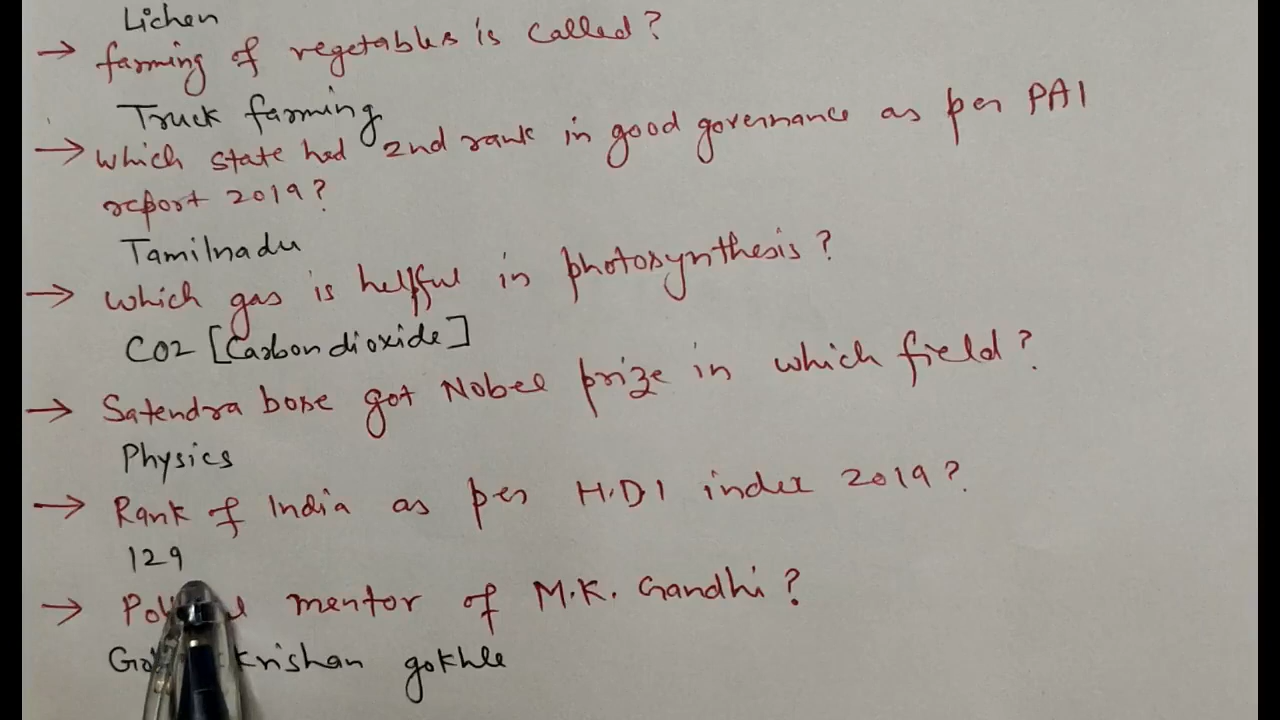 Lichen
→ farming of vegetables is called?
Truck farming
→ which state had 2nd rank in good governance as per PAI
report 2019?
Tamilnadu
→ which gas is helpful in photosynthesis?
CO2 [Carbondioxide]
→ Satendra bose got Nobel prize in which field?
Physics
→ Rank of India as per H.D.I index 2019?
129
→ mentor of M.K. Gandhi?
krishan gokhle